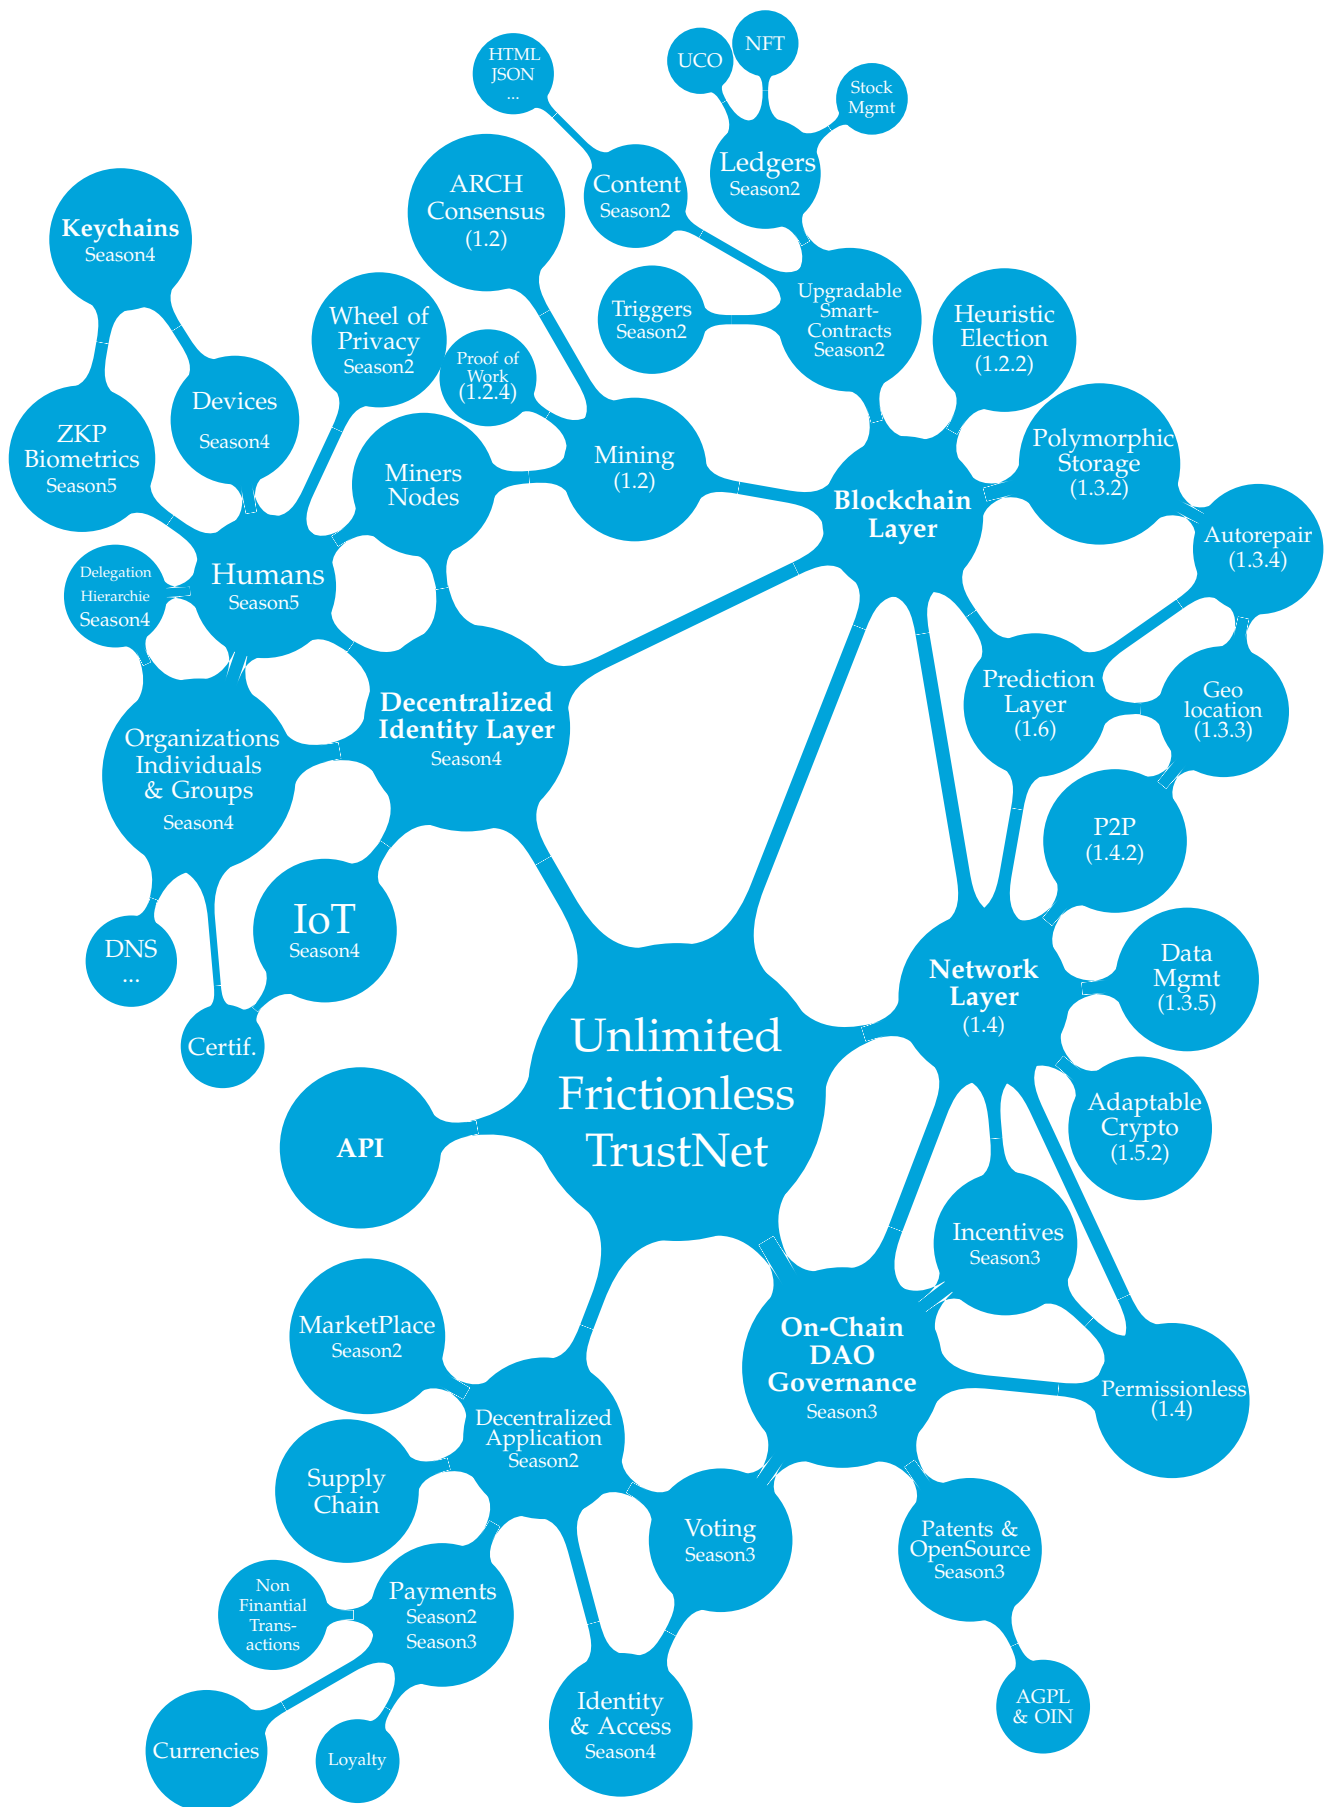 HTML
JSON
...
UCO
NFT
Stock
Mgmt
Ledgers
Season2
Content
Season2
ARCH
Consensus
(1.2)
Keychains
Season4
Triggers
Season2
Upgradable
Smart-
Contracts
Season2
Heuristic
Election
(1.2.2)
Wheel of
Privacy
Season2
Proof of
Work
(1.2.4)
Devices
Season4
ZKP
Biometrics
Season5
Miners
Nodes
Mining
(1.2)
Blockchain
Layer
Polymorphic
Storage
(1.3.2)
Autorepair
(1.3.4)
Delegation
Hierarchie
Season4
Humans
Season5
Decentralized
Identity Layer
Season4
Prediction
Layer
(1.6)
Geo
location
(1.3.3)
Organizations
Individuals
& Groups
Season4
P2P
(1.4.2)
IoT
Season4
DNS
...
Certif.
Network
Layer
(1.4)
Data
Mgmt
(1.3.5)
Unlimited
Frictionless
TrustNet
API
Adaptable
Crypto
(1.5.2)
Incentives
Season3
MarketPlace
Season2
On-Chain
DAO
Governance
Season3
Permissionless
(1.4)
Decentralized
Application
Season2
Supply
Chain
Voting
Season3
Patents &
OpenSource
Season3
Non
Finantial
Trans-
actions
Payments
Season2
Season3
Identity
& Access
Season4
AGPL
& OIN
Currencies
Loyalty